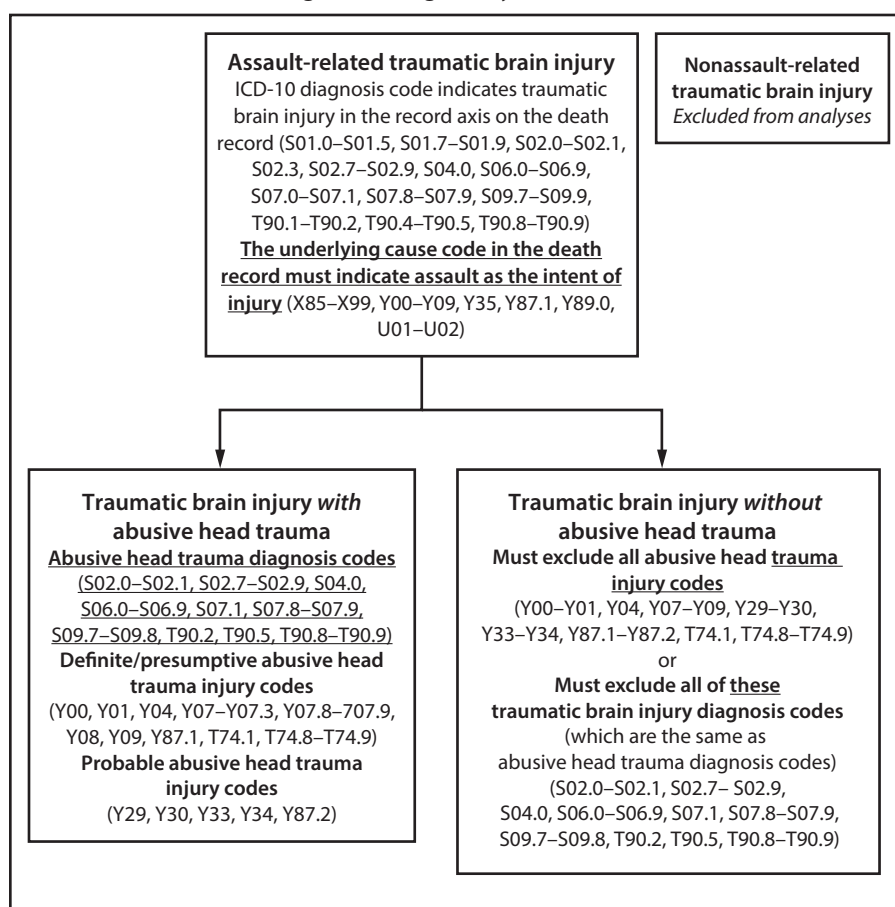 Assault-related traumatic brain injury
ICD-10 diagnosis code indicates traumatic
brain injury in the record axis on the death
record (S01.0–S01.5, S01.7–S01.9, S02.0–S02.1,
S02.3, S02.7–S02.9, S04.0, S06.0–S06.9,
S07.0–S07.1, S07.8–S07.9, S09.7–S09.9,
T90.1–T90.2, T90.4–T90.5, T90.8–T90.9)
The underlying cause code in the death
record must indicate assault as the intent of
injury (X85–X99, Y00–Y09, Y35, Y87.1, Y89.0,
U01–U02)
Nonassault-related
traumatic brain injury
Excluded from analyses
Traumatic brain injury with
abusive head trauma
Abusive head trauma diagnosis codes
(S02.0–S02.1, S02.7–S02.9, S04.0,
S06.0–S06.9, S07.1, S07.8–S07.9,
S09.7–S09.8, T90.2, T90.5, T90.8–T90.9)
Definite/presumptive abusive head
trauma injury codes
(Y00, Y01, Y04, Y07–Y07.3, Y07.8–707.9,
Y08, Y09, Y87.1, T74.1, T74.8–T74.9)
Probable abusive head trauma
injury codes
(Y29, Y30, Y33, Y34, Y87.2)
Traumatic brain injury without
abusive head trauma
Must exclude all abusive head trauma
injury codes
(Y00–Y01, Y04, Y07–Y09, Y29–Y30,
Y33–Y34, Y87.1–Y87.2, T74.1, T74.8–T74.9)
or
Must exclude all of these
traumatic brain injury diagnosis codes
(which are the same as
abusive head trauma diagnosis codes)
(S02.0–S02.1, S02.7– S02.9,
S04.0, S06.0–S06.9, S07.1, S07.8–S07.9,
S09.7–S09.8, T90.2, T90.5, T90.8–T90.9)